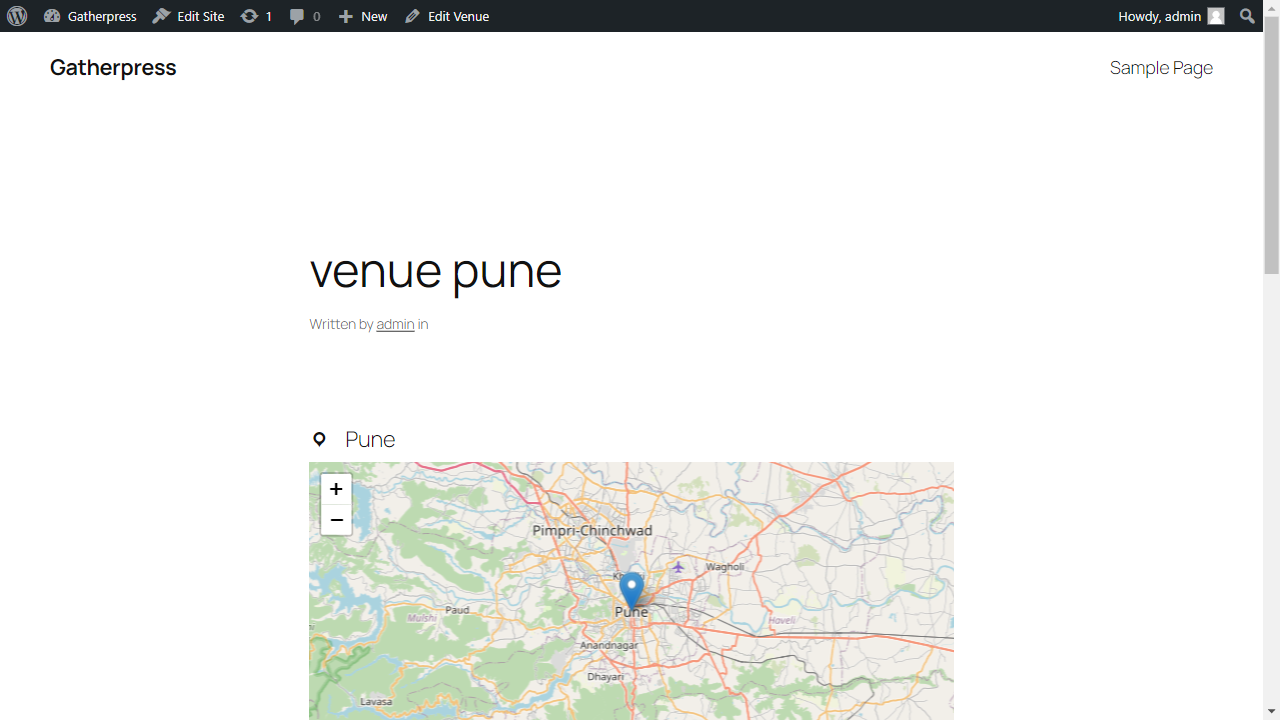 Gatherpress Edit Site 1 0 New Edit Venue Howdy, admin
Gatherpress Sample Page
venue pune
Written by admin in
Pune
+
−
Pimpri-Chinchwad
Wagholi
Paud
Mulshi
Pune
Haveli
Anandnagar
Dhayari
Lavasa